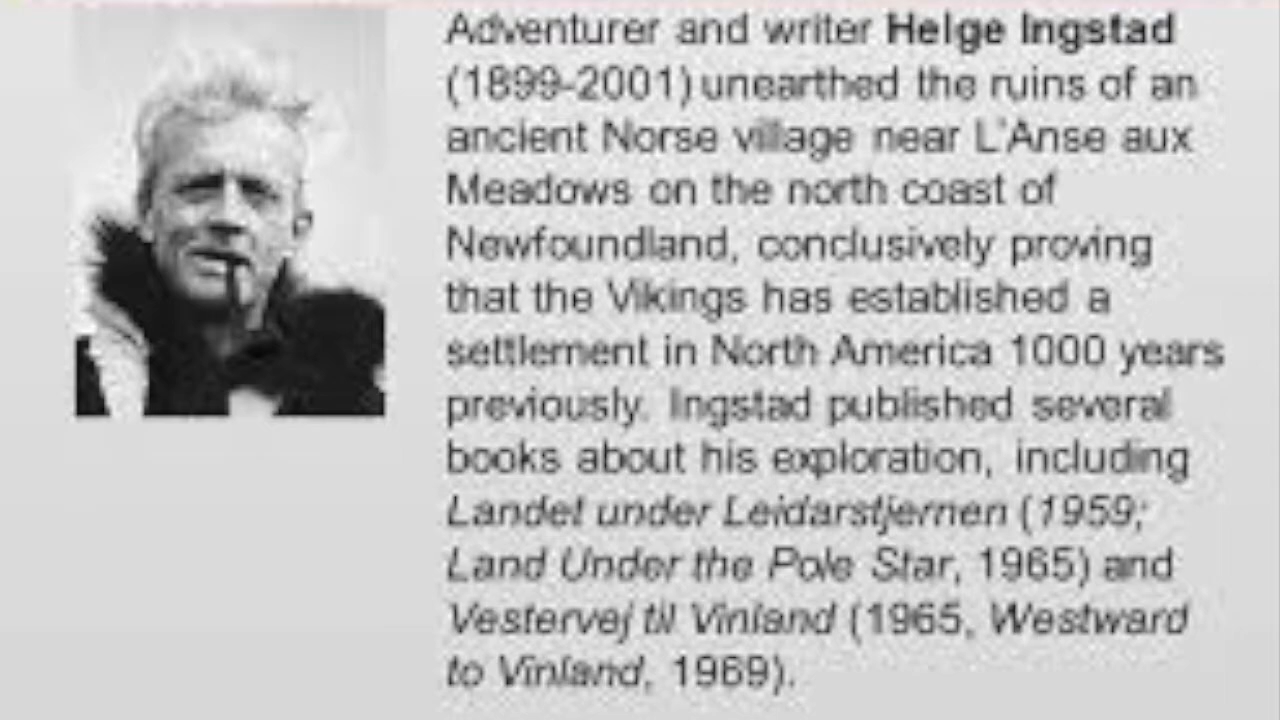 Adventurer and writer Helge Ingstad
(1899-2001) unearthed the ruins of an
ancient Norse village near L'Anse aux
Meadows on the north coast of
Newfoundland, conclusively proving
that the Vikings has established a
settlement in North America 1000 years
previously. Ingstad published several
books about his exploration, including
Landet under Leidarstjernen (1959;
Land Under the Pole Star, 1965) and
Vestervej til Vinland (1965, Westward
to Vinland, 1969).